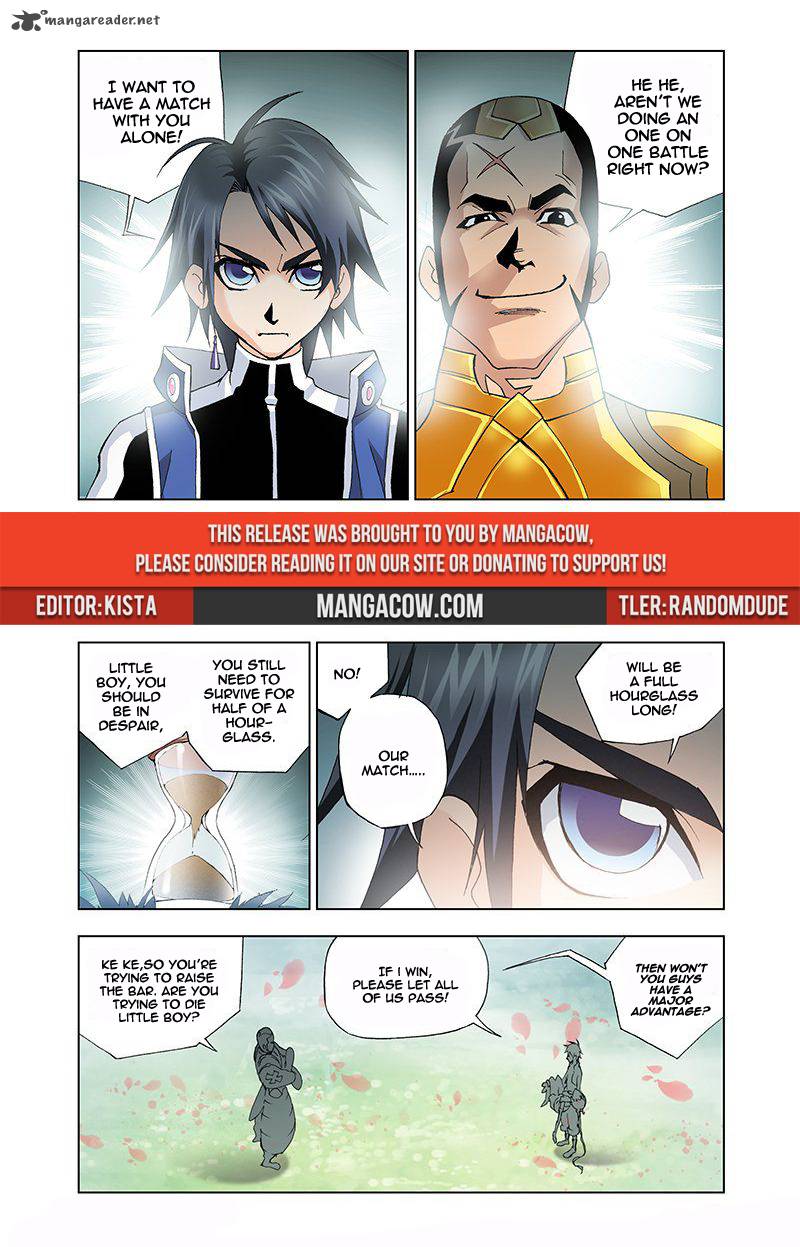 mangareader.net
I WANT TO
HAVE A MATCH
WITH YOU
ALONE!
HE HE,
AREN'T WE
DOING AN
ONE ON
ONE BATTLE
RIGHT NOW?
THIS RELEASE WAS BROUGHT TO YOU BY MANGACOW,
PLEASE CONSIDER READING IT ON OUR SITE OR DONATING TO SUPPORT US!
EDITOR:KISTA
MANGACOW.COM
TLER:RANDOMDUDE
LITTLE
BOY, YOU
SHOULD
BE IN
DESPAIR,
YOU STILL
NEED TO
SURVIVE FOR
HALF OF A
HOUR-
GLASS.
NO!
OUR
MATCH.....
WILL BE
A FULL
HOURGLASS
LONG!
KE KE,SO YOU'RE
TRYING TO RAISE
THE BAR. ARE YOU
TRYING TO DIE
LITTLE BOY?
IF I WIN,
PLEASE LET ALL
OF US PASS!
THEN WON'T
YOU GUYS
HAVE A
MAJOR
ADVANTAGE?